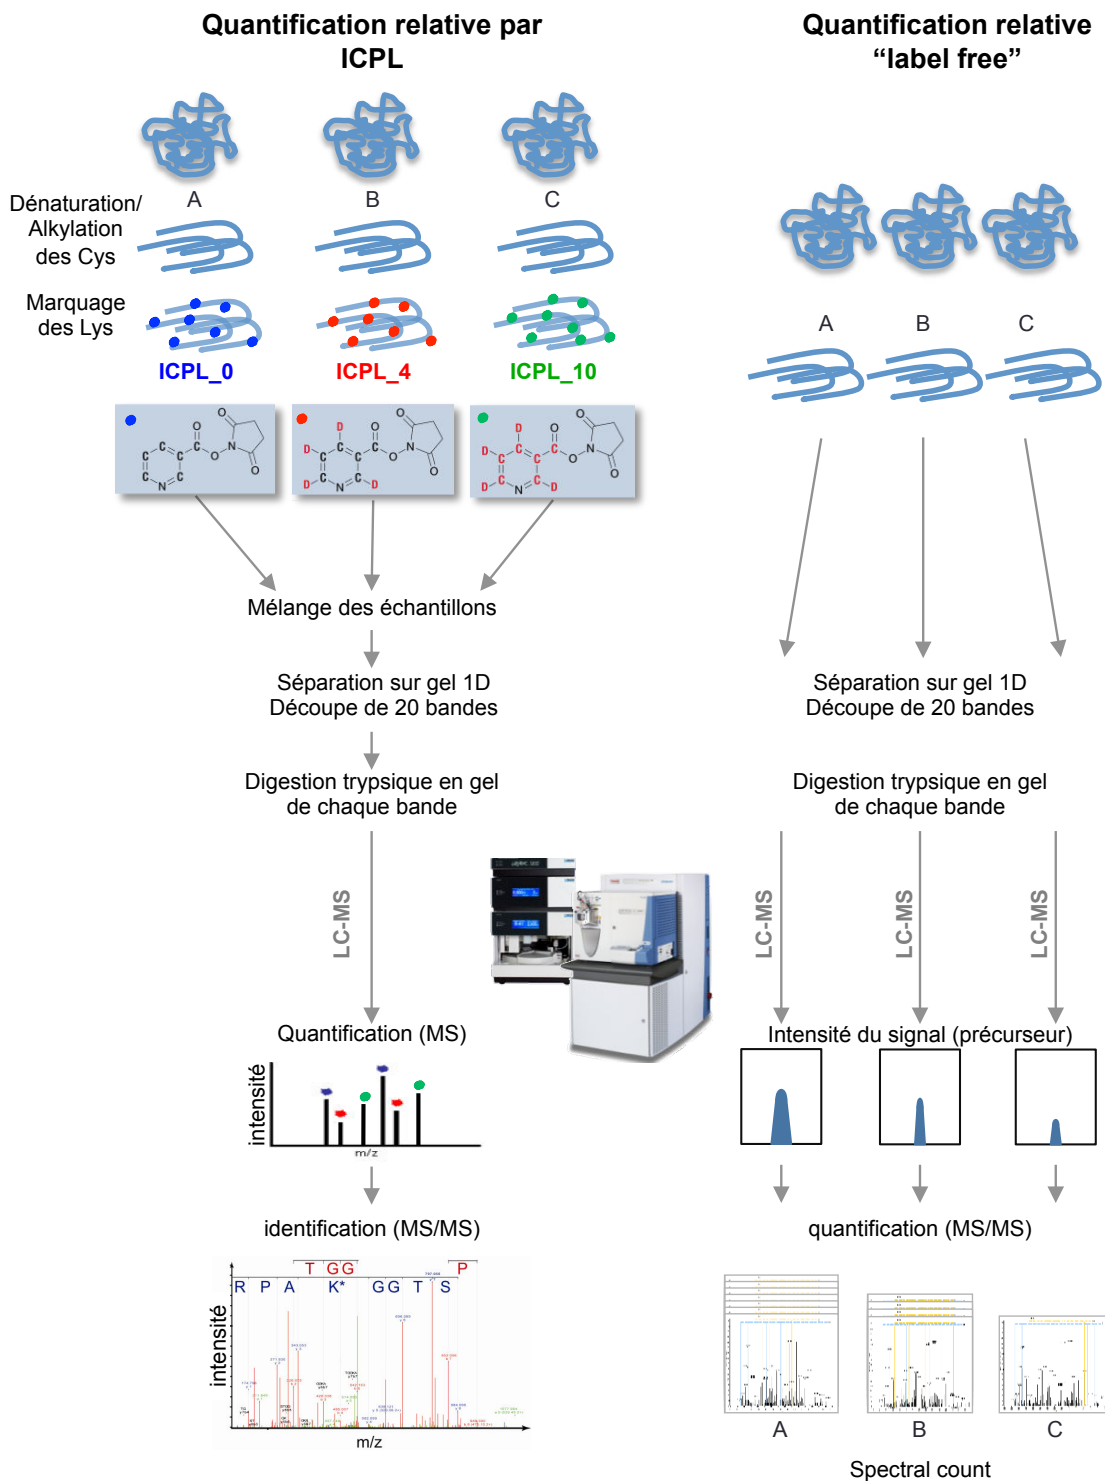 Quantification relative par
ICPL
Quantification relative
“label free”
A
B
C
Dénaturation/
Alkylation
des Cys
Marquage
des Lys
ICPL_0
ICPL_4
ICPL_10
A
B
C
C C C C C N C O O N O O
D D D D C C C C C N C O O N O O
D D D D C C C C C N C O O N O O
Mélange des échantillons
Séparation sur gel 1D
Découpe de 20 bandes
Séparation sur gel 1D
Découpe de 20 bandes
Digestion trypsique en gel
de chaque bande
Digestion trypsique en gel
de chaque bande
LC-MS
LC-MS
LC-MS
LC-MS
Quantification (MS)
intensité
m/z
Intensité du signal (précurseur)
identification (MS/MS)
quantification (MS/MS)
T G G P
R P A K* G G T S
intensité
m/z
A
B
C
Spectral count